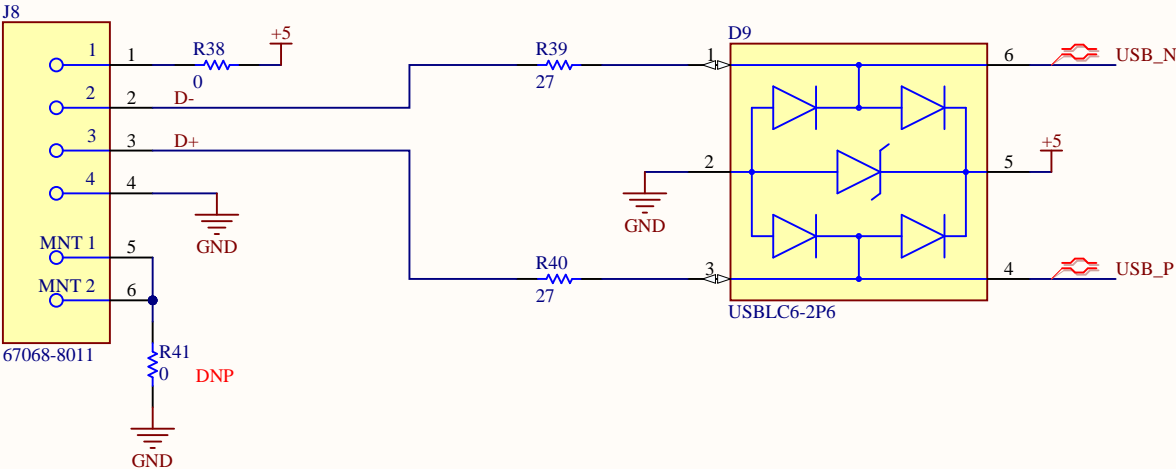 J8
1
1
R38
0
+5
2
2
D-
3
3
D+
4
4
GND
MNT 1
5
MNT 2
6
67068-8011
R41
0
DNP
GND
R39
27
R40
27
D9
1
6
USB_N
2
GND
5
+5
3
4
USB_P
USBLC6-2P6